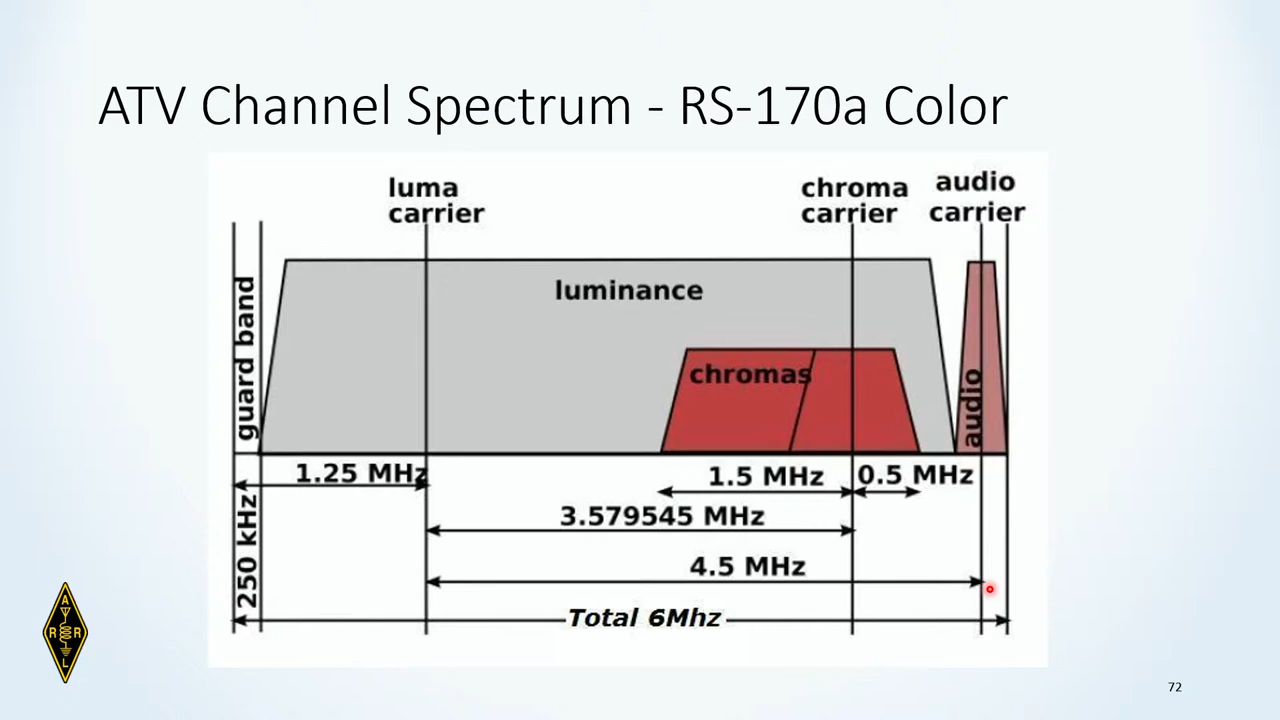 ATV Channel Spectrum - RS-170a Color
luma
carrier
chroma
carrier
audio
carrier
guard band
luminance
chromas
audio
1.25 MHz
1.5 MHz
0.5 MHz
250 kHz
3.579545 MHz
4.5 MHz
Total 6Mhz
A
R R
L
72